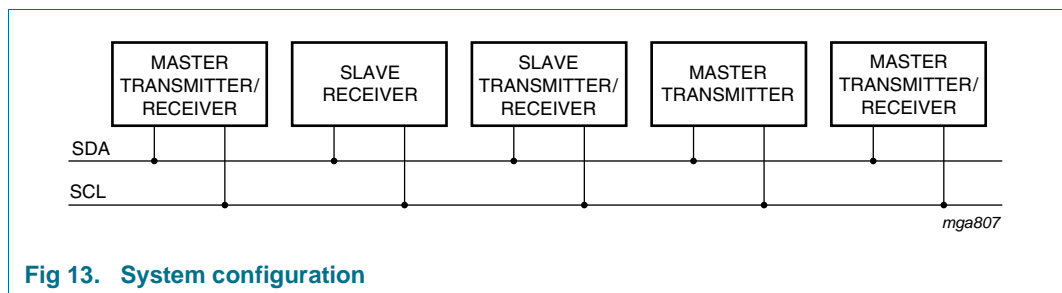 MASTER
TRANSMITTER/
RECEIVER
SLAVE
RECEIVER
SLAVE
TRANSMITTER/
RECEIVER
MASTER
TRANSMITTER
MASTER
TRANSMITTER/
RECEIVER
SDA
SCL
mga807
Fig 13. System configuration